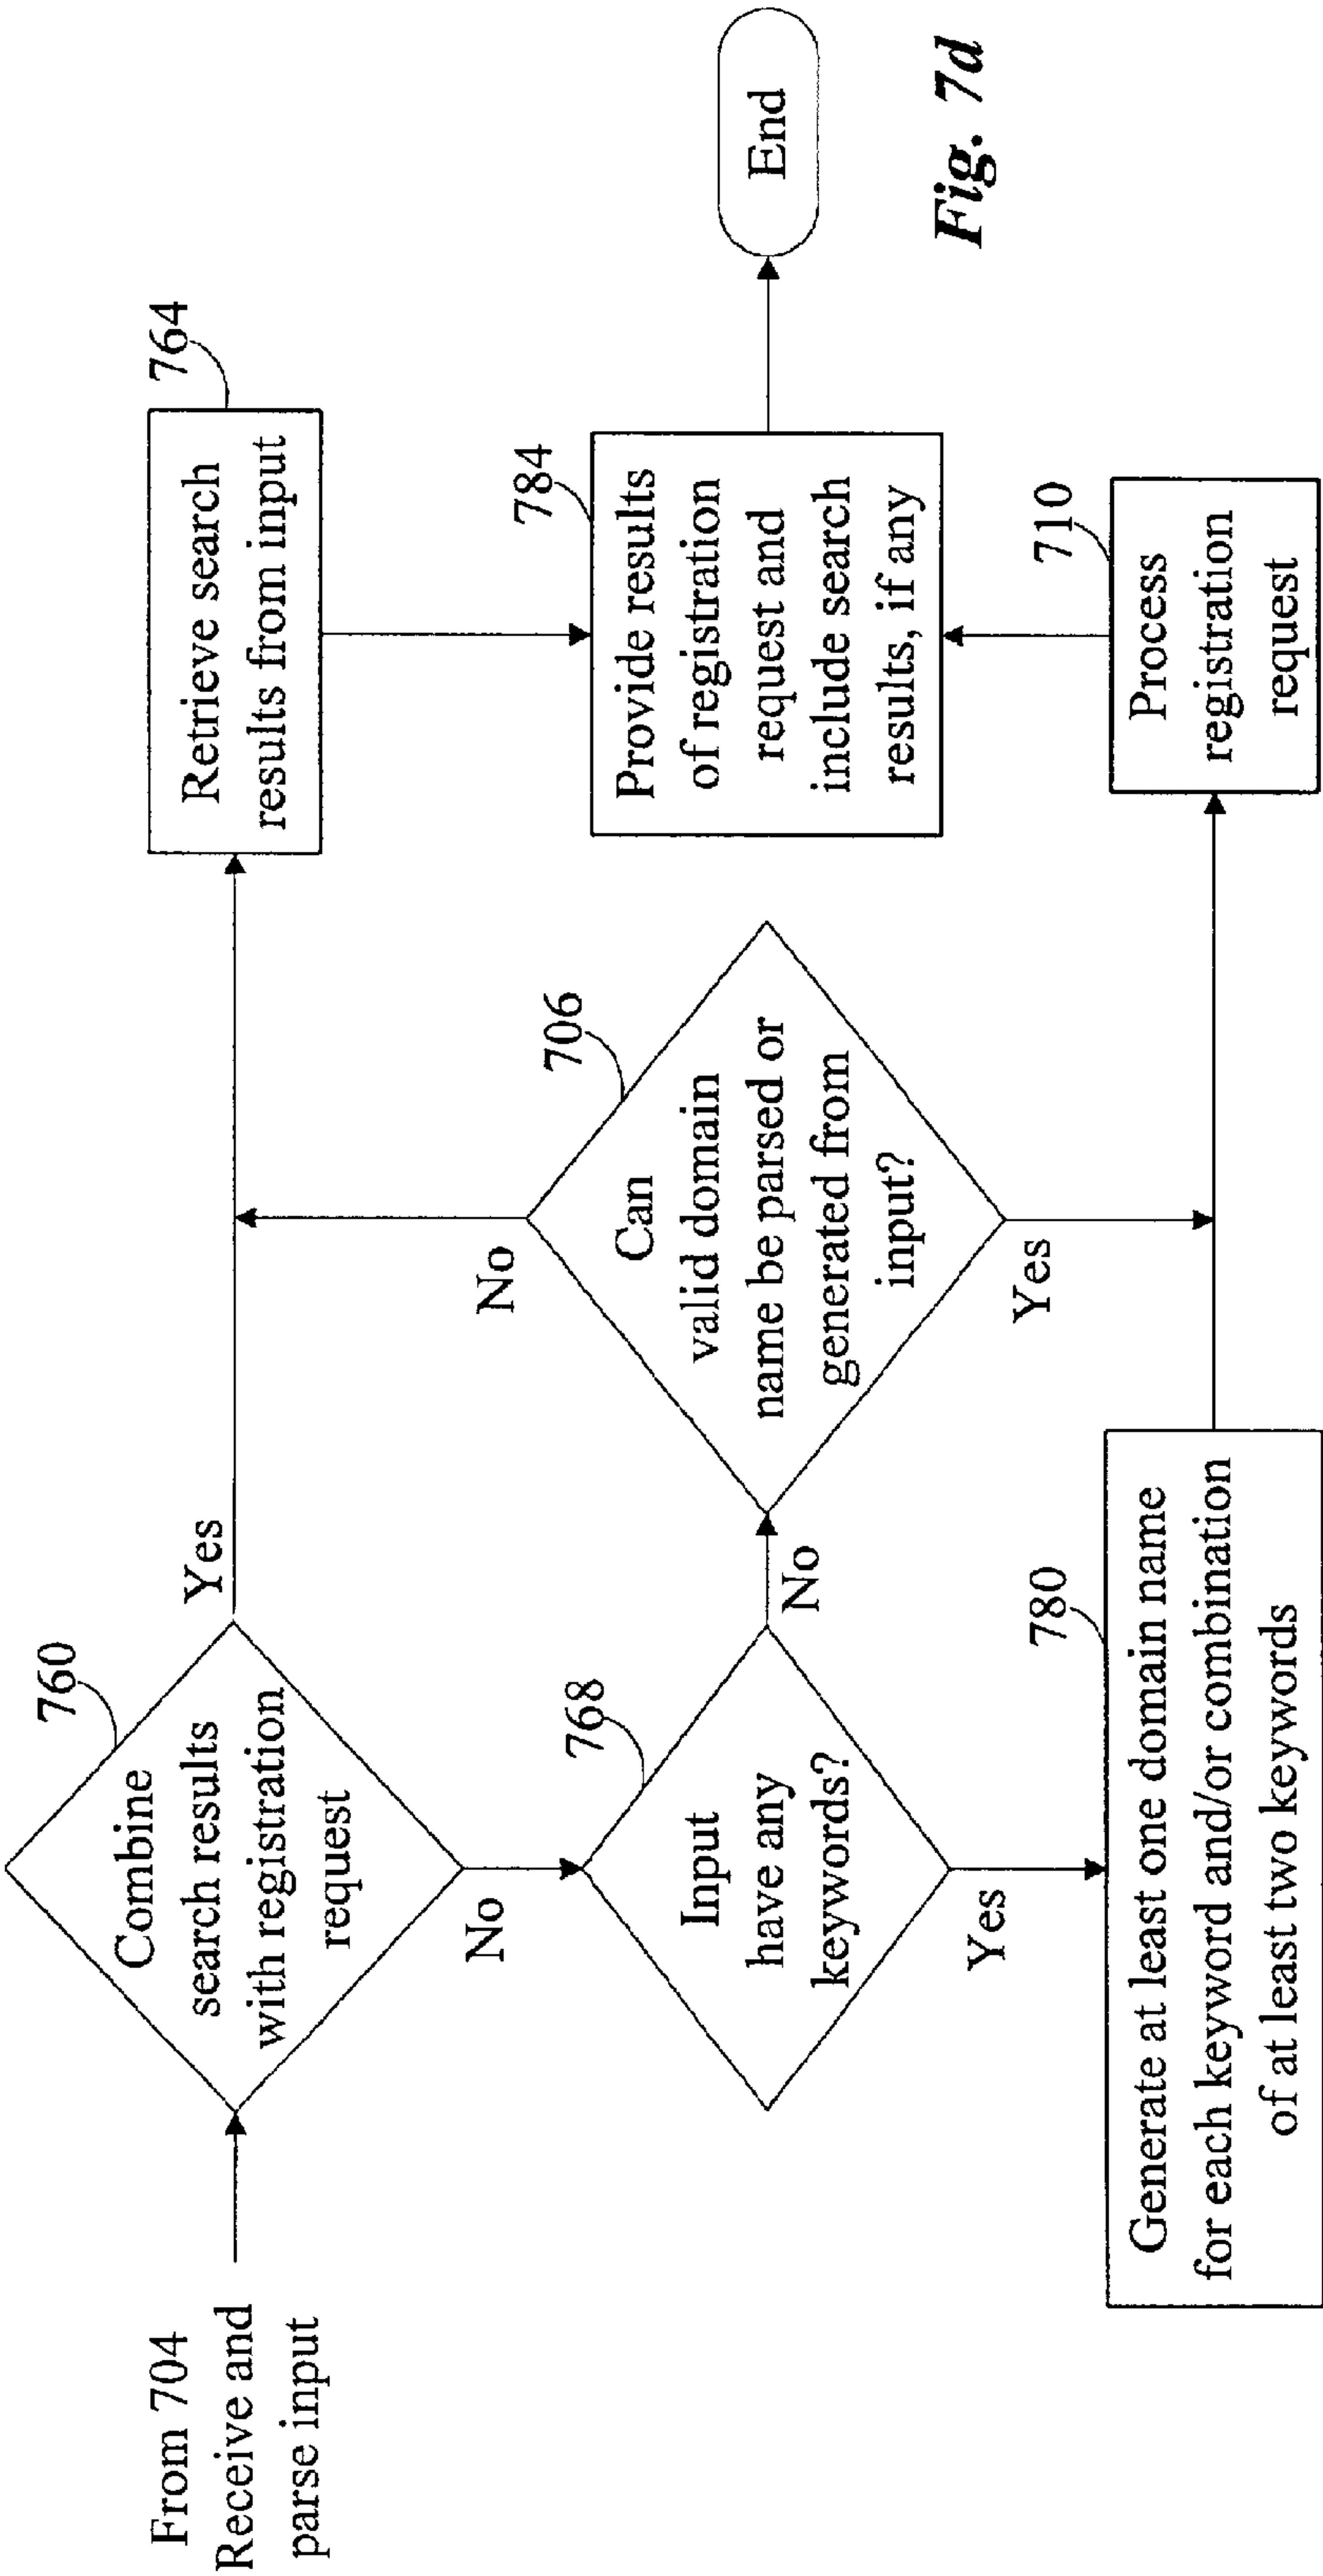 From 704
Receive and
parse input
760
Combine
search results
with registration
request
Yes
No
764
Retrieve search
results from input
768
Input
have any
keywords?
No
Yes
706
Can
valid domain
name be parsed or
generated from
input?
No
Yes
780
Generate at least one domain name
for each keyword and/or combination
of at least two keywords
710
Process
registration
request
784
Provide results
of registration
request and
include search
results, if any
End
Fig. 7d